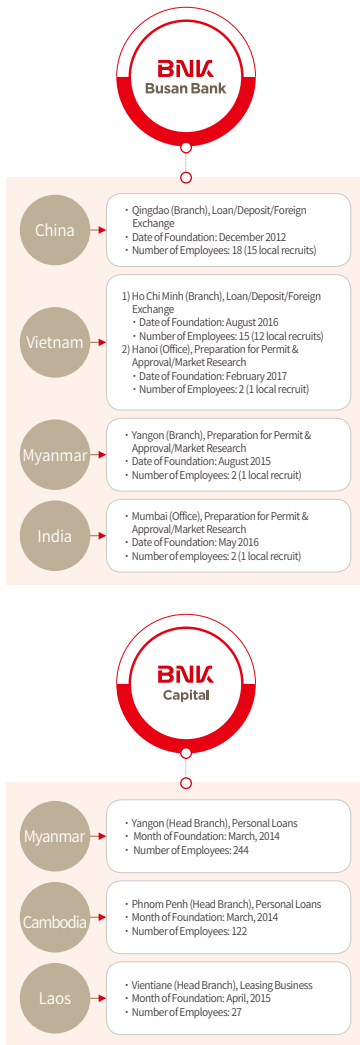 BNK
Busan Bank
China
· Qingdao (Branch), Loan/Deposit/Foreign
Exchange
· Date of Foundation: December 2012
· Number of Employees: 18 (15 local recruits)
Vietnam
1) Ho Chi Minh (Branch), Loan/Deposit/Foreign
Exchange
· Date of Foundation: August 2016
· Number of Employees: 15 (12 local recruits)
2) Hanoi (Office), Preparation for Permit &
Approval/Market Research
· Date of Foundation: February 2017
· Number of Employees: 2 (1 local recruit)
Myanmar
· Yangon (Branch), Preparation for Permit &
Approval/Market Research
· Date of Foundation: August 2015
· Number of Employees: 2 (1 local recruit)
India
· Mumbai (Office), Preparation for Permit &
Approval/Market Research
· Date of Foundation: May 2016
· Number of employees: 2 (1 local recruit)
BNK
Capital
Myanmar
· Yangon (Head Branch), Personal Loans
· Month of Foundation: March, 2014
· Number of Employees: 244
Cambodia
· Phnom Penh (Head Branch), Personal Loans
· Month of Foundation: March, 2014
· Number of Employees: 122
Laos
· Vientiane (Head Branch), Leasing Business
· Month of Foundation: April, 2015
· Number of Employees: 27